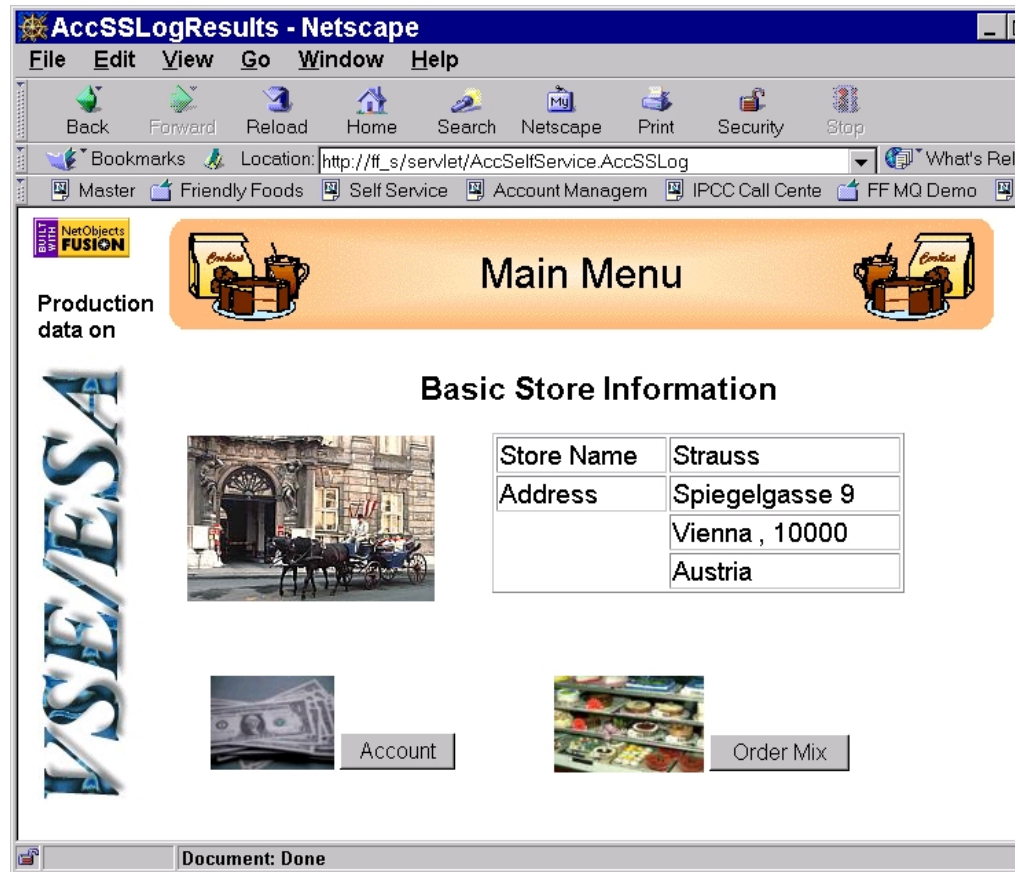 AccSSLogResults - Netscape
File Edit View Go Window Help
Back Forward Reload Home Search Netscape Print Security Stop
My
Bookmarks Location: http://ff_s/servlet/AccSelfService.AccSSLog What's Rel
Master Friendly Foods Self Service Account Managem IPCC Call Cente FF MQ Demo
BUILT WITH NetObjects FUSION
Cookies Main Menu Cookies
Production
data on
VSE/ESA
Basic Store Information
Store Name Strauss
Address Spiegelgasse 9
Vienna , 10000
Austria
Account Order Mix
Document: Done